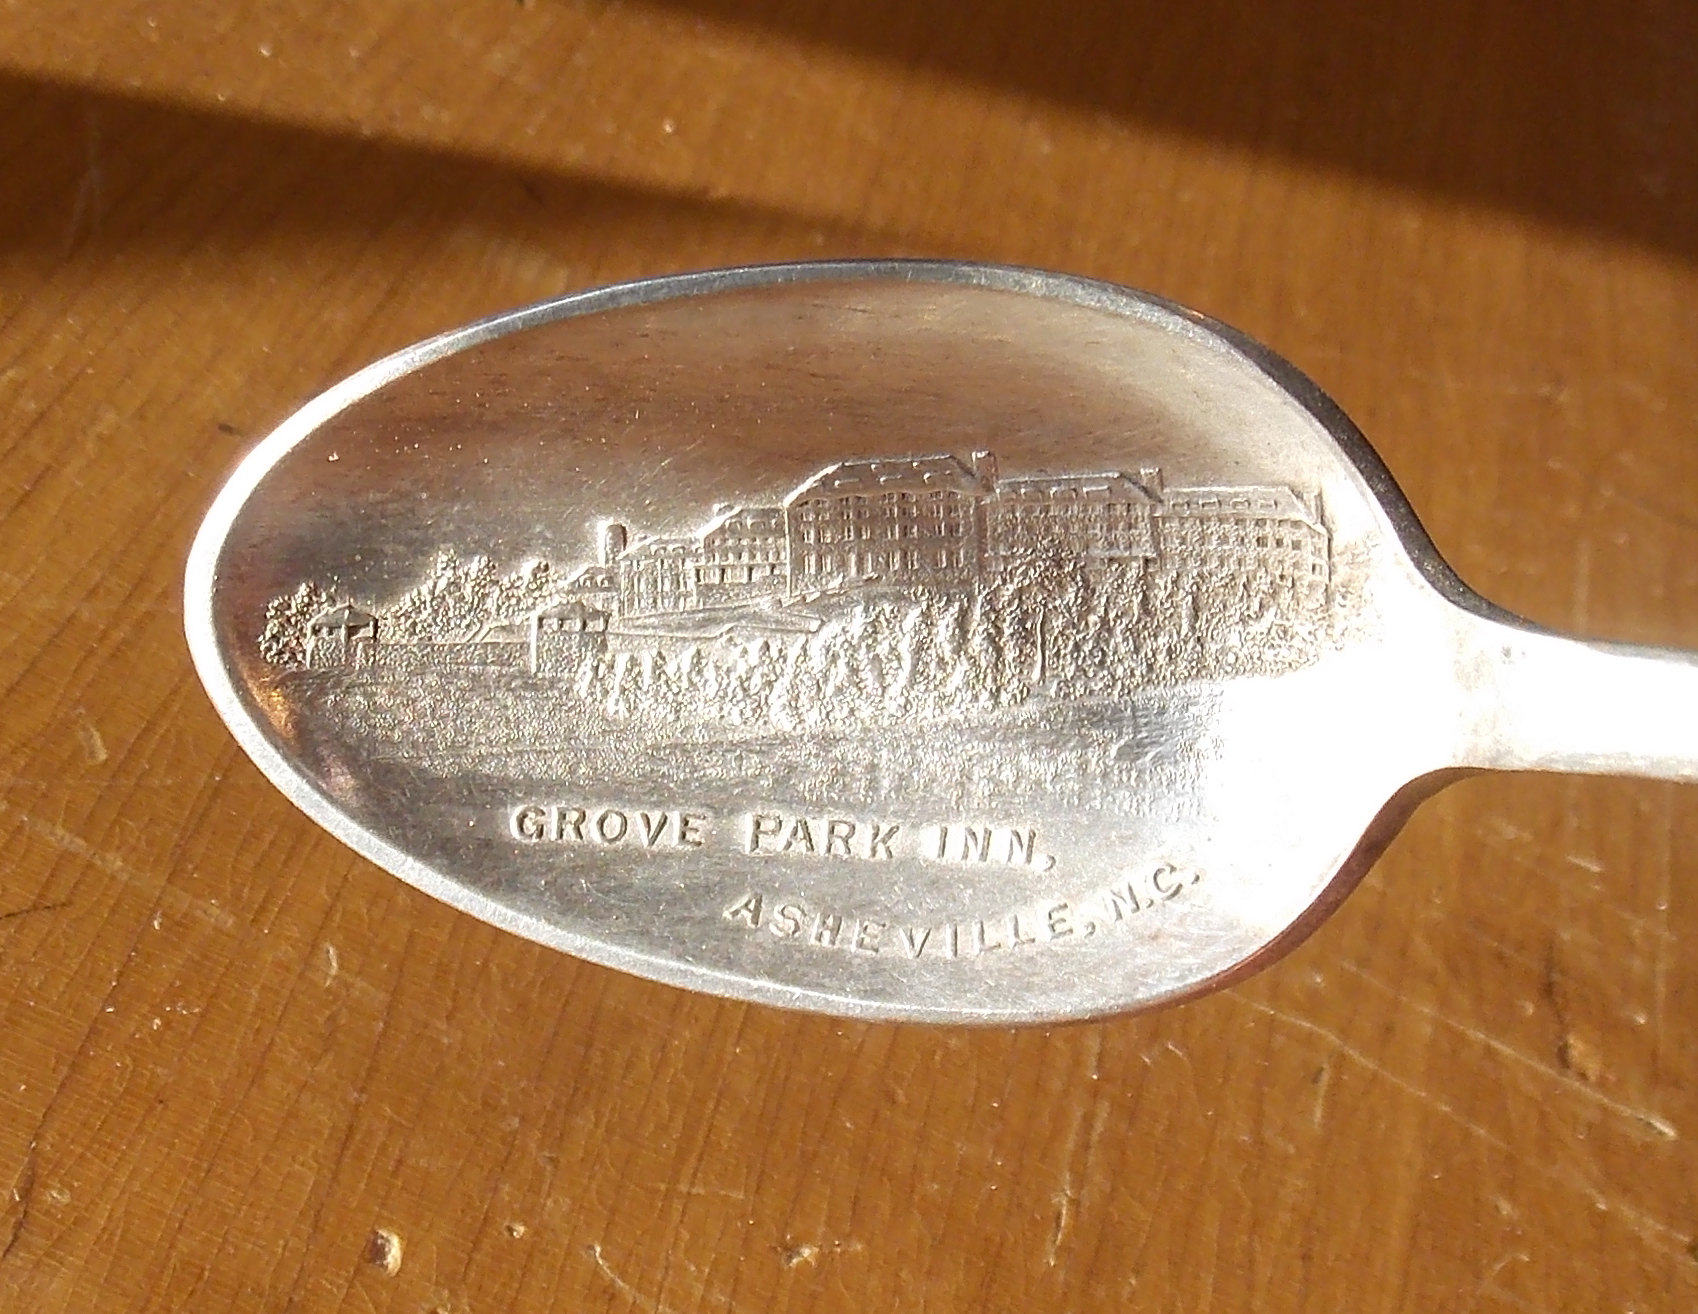 GROVE PARK INN,
ASHEVILLE, N.C.